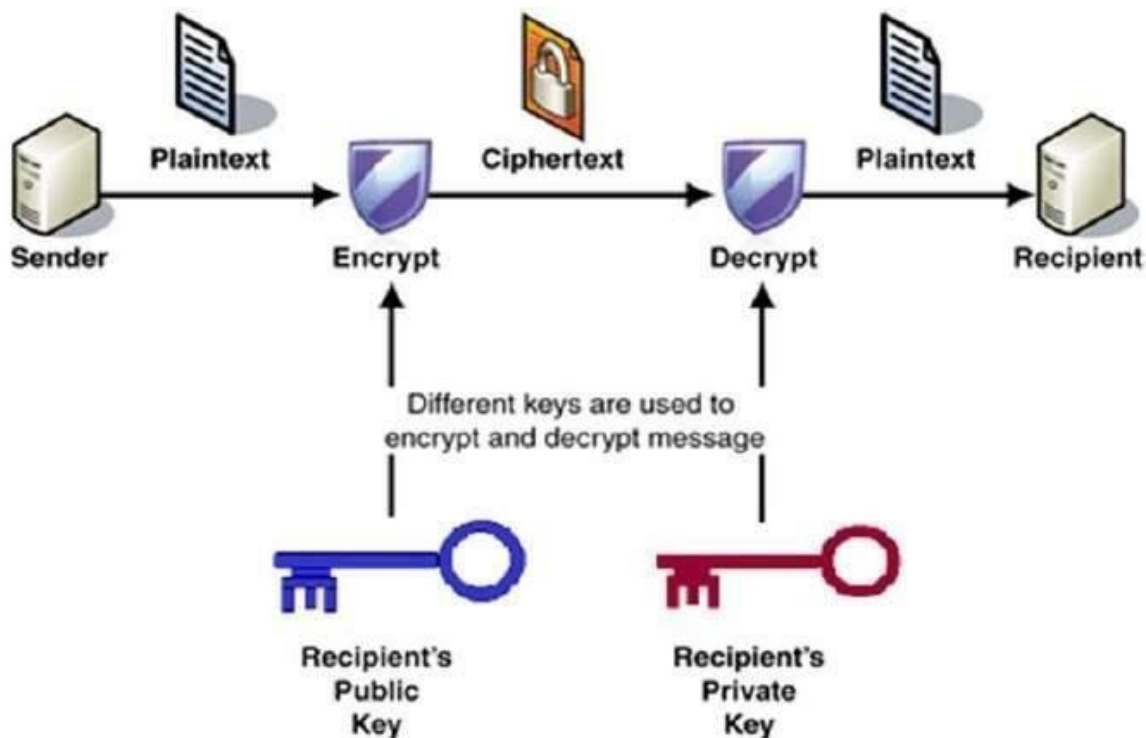 Plaintext
Ciphertext
Plaintext
Sender
Encrypt
Decrypt
Recipient
Different keys are used to
encrypt and decrypt message
Recipient's
Public
Key
Recipient's
Private
Key